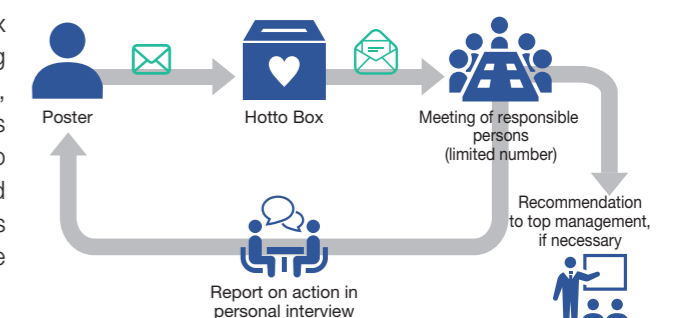 x
g
,
s
o
d
s
e
Poster
Hotto Box
Meeting of responsible
persons
(limited number)
Recommendation
to top management,
if necessary
Report on action in
personal interview